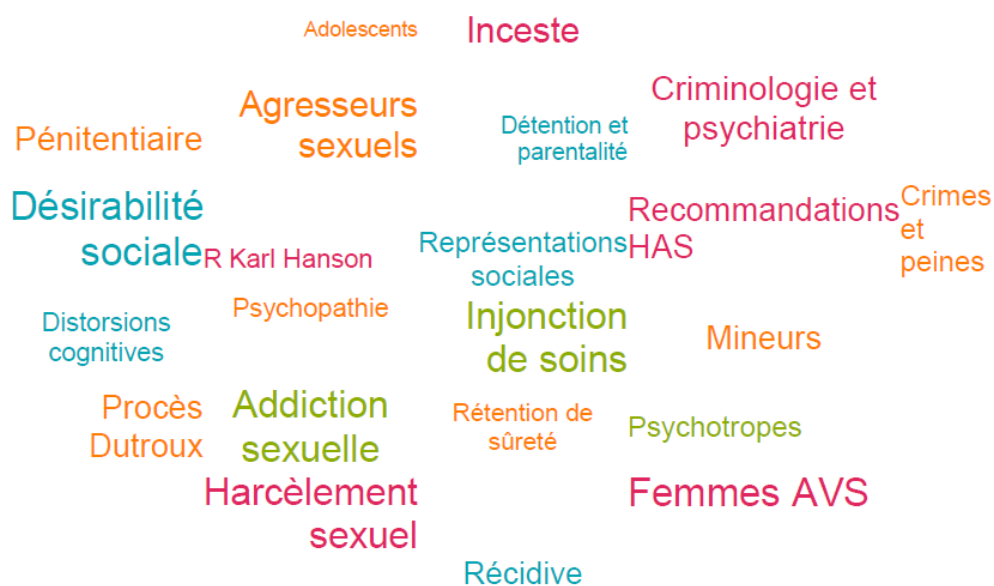 Adolescents
Inceste
Criminologie et
psychiatrie
Agresseurs
sexuels
Pénitentiaire
Détention et
parentalité
Désirabilité
sociale
R Karl Hanson
Représentations
sociales
Recommandations
HAS
Crimes
et
peines
Psychopathie
Distorsions
cognitives
Injonction
de soins
Mineurs
Procès
Dutroux
Addiction
sexuelle
Rétention de
sûreté
Psychotropes
Harcèlement
sexuel
Femmes AVS
Récidive